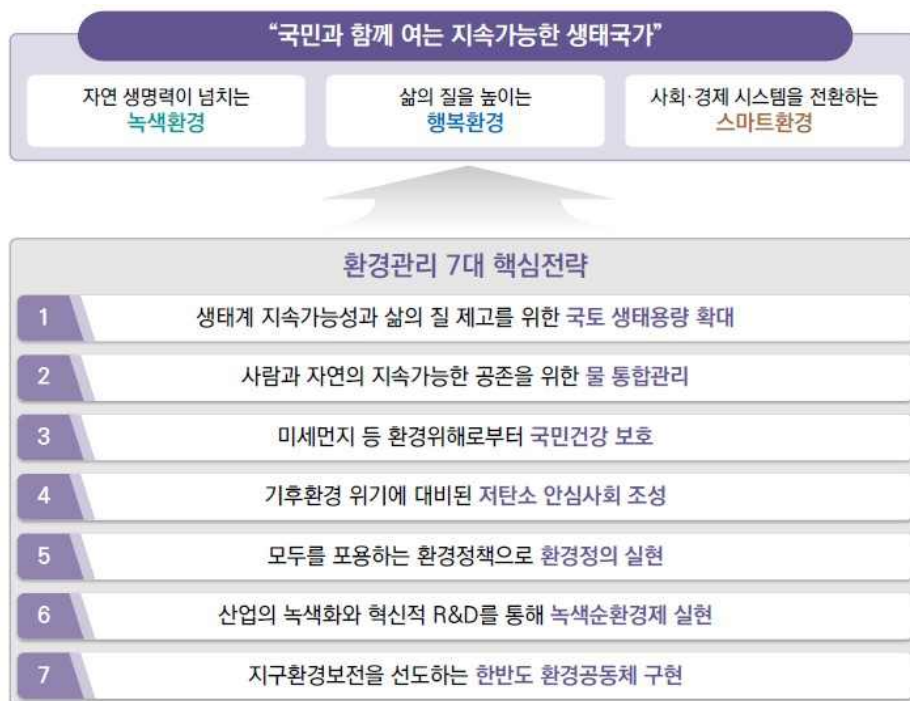 “국민과 함께 여는 지속가능한 생태국가”
자연 생명력이 넘치는
녹색환경
삶의 질을 높이는
행복환경
사회·경제 시스템을 전환하는
스마트환경
환경관리 7대 핵심전략
1 생태계 지속가능성과 삶의 질 제고를 위한 국토 생태용량 확대
2 사람과 자연의 지속가능한 공존을 위한 물 통합관리
3 미세먼지 등 환경위해로부터 국민건강 보호
4 기후환경 위기에 대비된 저탄소 안심사회 조성
5 모두를 포용하는 환경정책으로 환경정의 실현
6 산업의 녹색화와 혁신적 R&D를 통해 녹색순환경제 실현
7 지구환경보전을 선도하는 한반도 환경공동체 구현